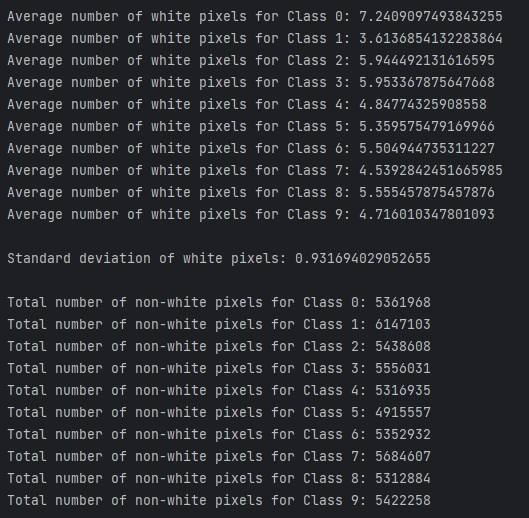 Average number of white pixels for Class 0: 7.2409097493843255
Average number of white pixels for Class 1: 3.6136854132283864
Average number of white pixels for Class 2: 5.944492131616595
Average number of white pixels for Class 3: 5.953367875647668
Average number of white pixels for Class 4: 4.84774325908558
Average number of white pixels for Class 5: 5.359575479169966
Average number of white pixels for Class 6: 5.504944735311227
Average number of white pixels for Class 7: 4.5392842451665985
Average number of white pixels for Class 8: 5.555457875457876
Average number of white pixels for Class 9: 4.716010347801093
Standard deviation of white pixels: 0.931694029052655
Total number of non-white pixels for Class 0: 5361968
Total number of non-white pixels for Class 1: 6147103
Total number of non-white pixels for Class 2: 5438608
Total number of non-white pixels for Class 3: 5556031
Total number of non-white pixels for Class 4: 5316935
Total number of non-white pixels for Class 5: 4915557
Total number of non-white pixels for Class 6: 5352932
Total number of non-white pixels for Class 7: 5684607
Total number of non-white pixels for Class 8: 5312884
Total number of non-white pixels for Class 9: 5422258